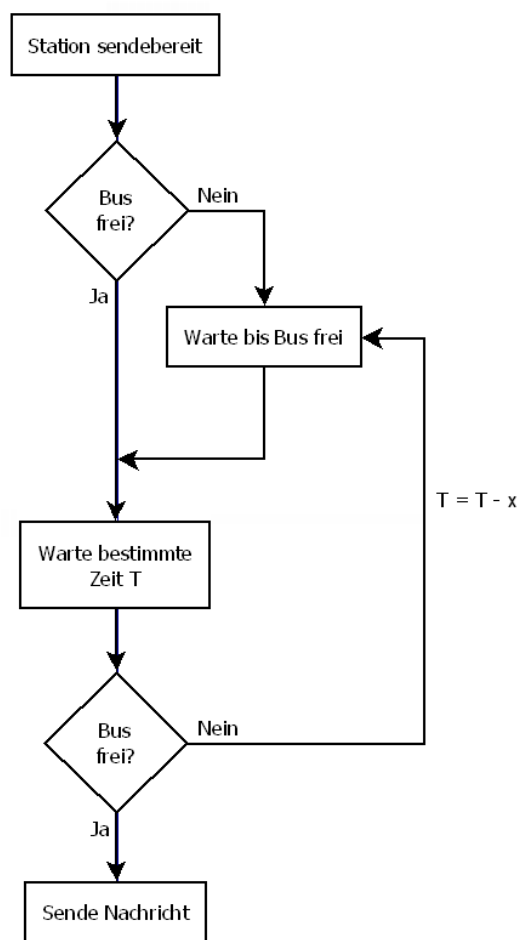 Station sendebereit
Bus
frei?
Nein
Ja
Warte bis Bus frei
T = T - x
Warte bestimmte
Zeit T
Bus
frei?
Nein
Ja
Sende Nachricht